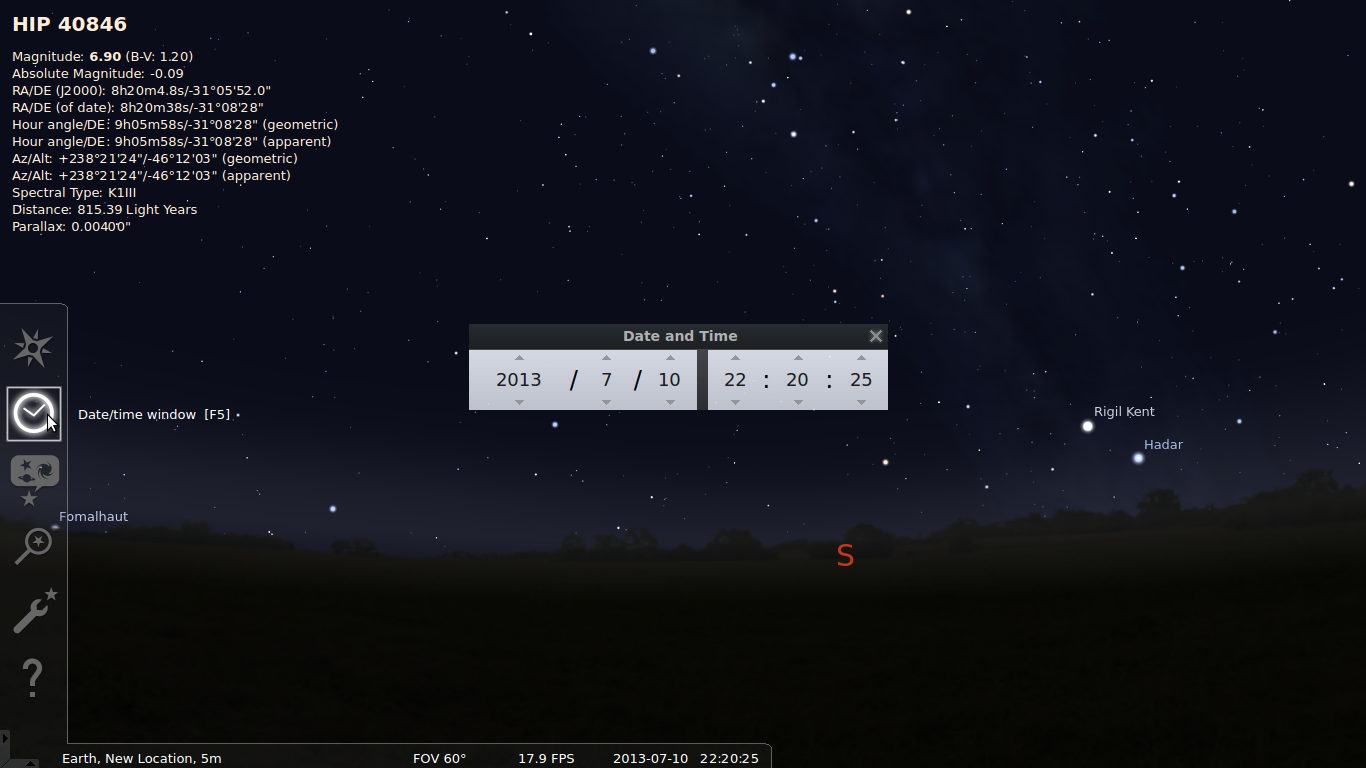 HIP 40846
Magnitude: 6.90 (B-V: 1.20)
Absolute Magnitude: -0.09
RA/DE (J2000): 8h20m4.8s/-31°05'52.0"
RA/DE (of date): 8h20m38s/-31°08'28"
Hour angle/DE: 9h05m58s/-31°08'28" (geometric)
Hour angle/DE: 9h05m58s/-31°08'28" (apparent)
Az/Alt: +238°21'24"/-46°12'03" (geometric)
Az/Alt: +238°21'24"/-46°12'03" (apparent)
Spectral Type: K1III
Distance: 815.39 Light Years
Parallax: 0.00400"
Date and Time
2013 / 7 / 10 22 : 20 : 25
Date/time window [F5]
Rigil Kent
Hadar
Fomalhaut
S
Earth, New Location, 5m FOV 60° 17.9 FPS 2013-07-10 22:20:25